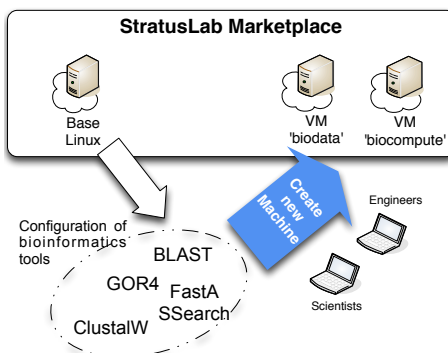 StratusLab Marketplace
Base
Linux
VM
'biodata'
VM
'biocompute'
Create
new
Machine
Engineers
Scientists
Configuration of
bioinformatics
tools
BLAST
GOR4
FastA
SSearch
ClustalW